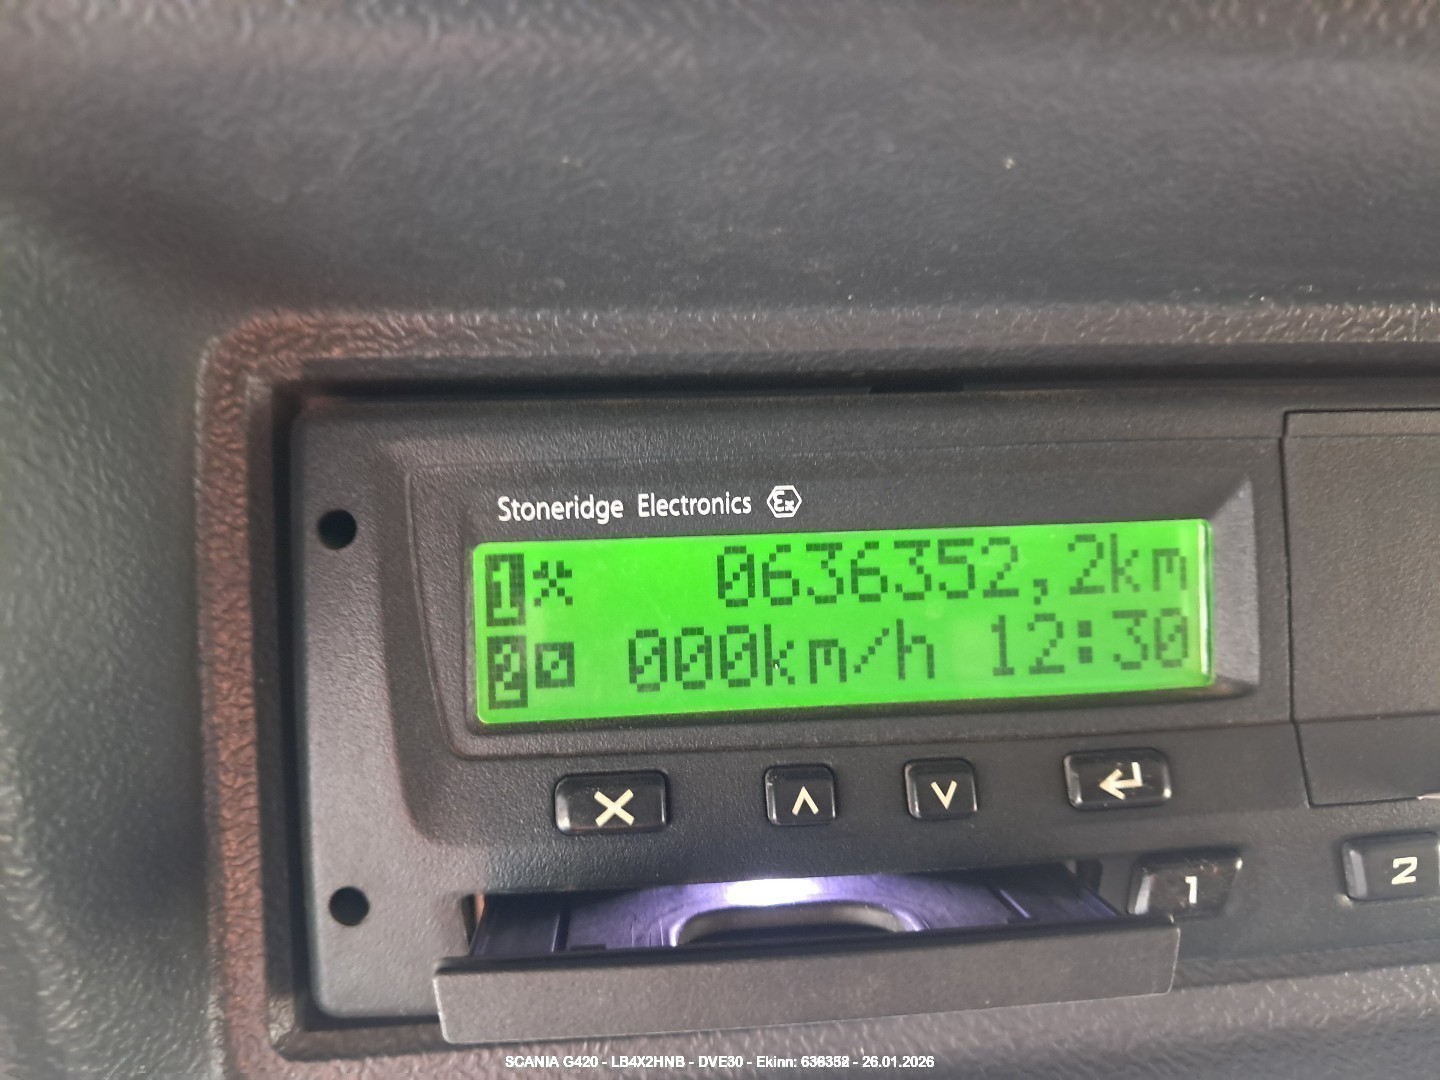 Stoneridge Electronics Ex
1 0636352,2km
2 000km/h 12:30
1
2
SCANIA G420 - LB4X2HNB - DVE30 - Ekinn: - 26.01.2026